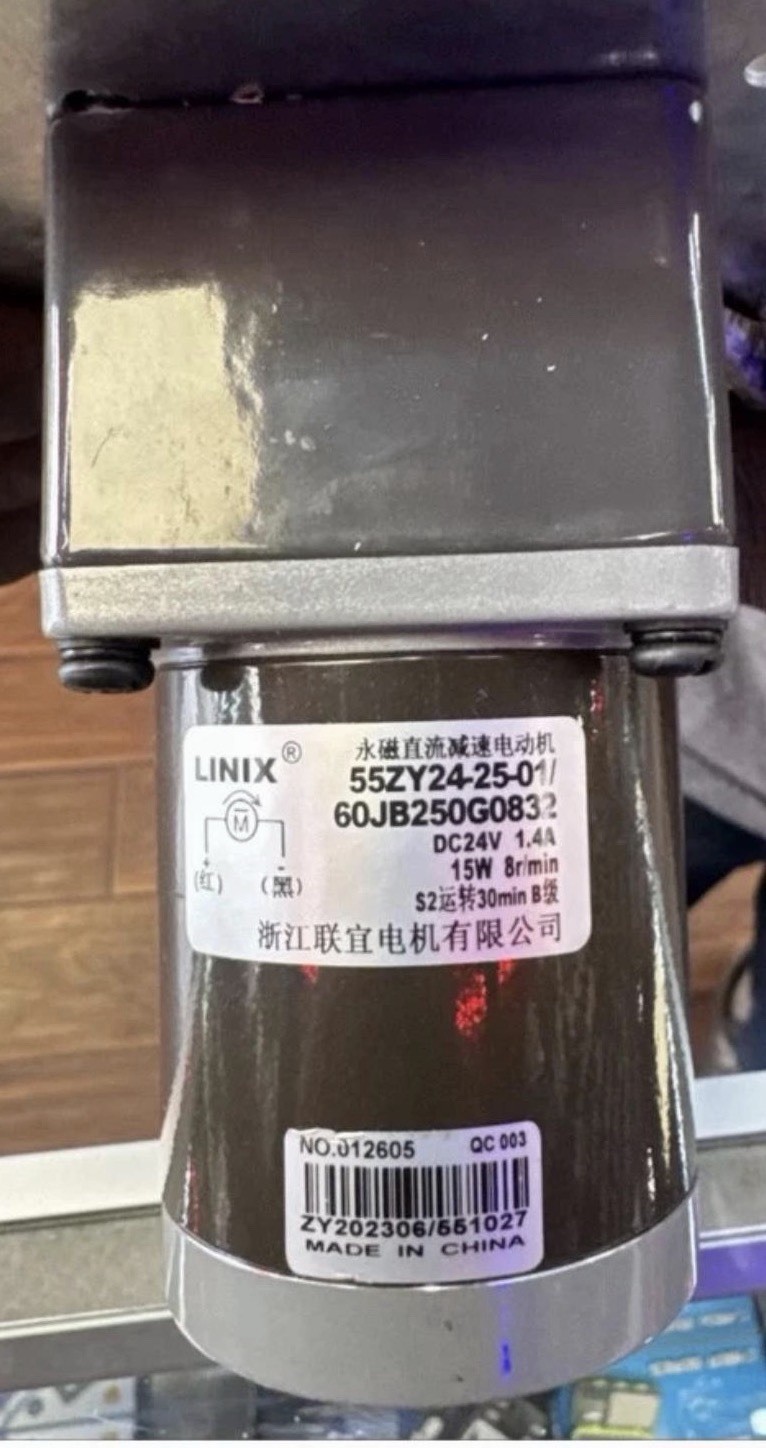 LINIX®
永磁直流减速电动机
55ZY24-25-01/
60JB250G0832
M
DC24V 1.4A
15W 8r/min
+ -
(红) (黑)
S2运转30min B级
浙江联宜电机有限公司
NO.012605 QC 003
ZY202306/551027
MADE IN CHINA